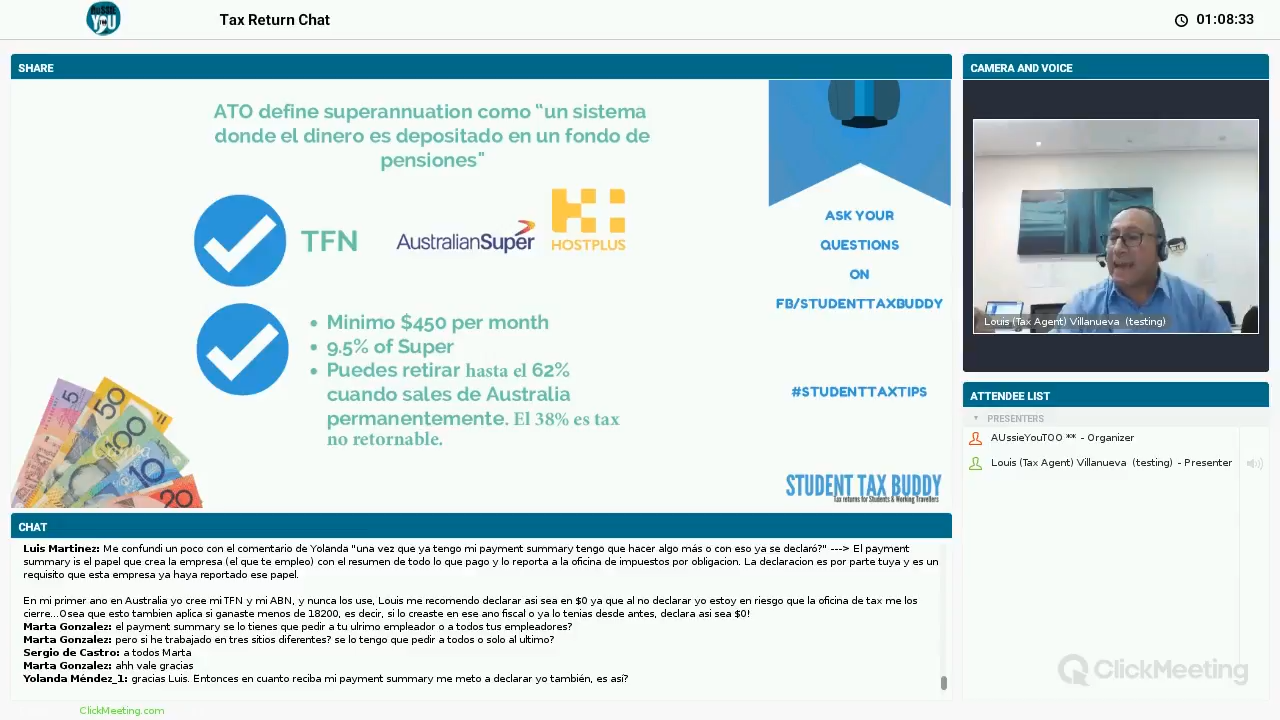 AUSSIE YOU TOO
Tax Return Chat
01:08:33
SHARE
ATO define superannuation como “un sistema
donde el dinero es depositado en un fondo de
pensiones"
TFN
AustralianSuper
HOSTPLUS
• Minimo $450 per month
• 9.5% of Super
• Puedes retirar hasta el 62%
cuando sales de Australia
permanentemente. El 38% es tax
no retornable.
5
50
100
10
20
ASK YOUR
QUESTIONS
ON
FB/STUDENTTAXBUDDY
#STUDENTTAXTIPS
STUDENT TAX BUDDY
Tax returns for Students & Working Travellers
CAMERA AND VOICE
Louis (Tax Agent) Villanueva (testing)
ATTENDEE LIST
PRESENTERS
AUssieYouTOO ** - Organizer
Louis (Tax Agent) Villanueva (testing) - Presenter
CHAT
Luis Martinez: Me confundi un poco con el comentario de Yolanda "una vez que ya tengo mi payment summary tengo que hacer algo más o con eso ya se declaró?" ---> El payment
summary is el papel que crea la empresa (el que te empleo) con el resumen de todo lo que pago y lo reporta a la oficina de impuestos por obligacion. La declaracion es por parte tuya y es un
requisito que esta empresa ya haya reportado ese papel.
En mi primer ano en Australia yo cree mi TFN y mi ABN, y nunca los use, Louis me recomendo declarar asi sea en $0 ya que al no declarar yo estoy en riesgo que la oficina de tax me los
cierre...Osea que esto tambien aplica si ganaste menos de 18200, es decir, si lo creaste en ese ano fiscal o ya lo tenias desde antes, declara asi sea $0!
Marta Gonzalez: el payment summary se lo tienes que pedir a tu ulrimo empleador o a todos tus empleadores?
Marta Gonzalez: pero si he trabajado en tres sitios diferentes? se lo tengo que pedir a todos o solo al ultimo?
Sergio de Castro: a todos Marta
Marta Gonzalez: ahh vale gracias
Yolanda Méndez_1: gracias Luis. Entonces en cuanto reciba mi payment summary me meto a declarar yo también, es así?
ClickMeeting
ClickMeeting.com